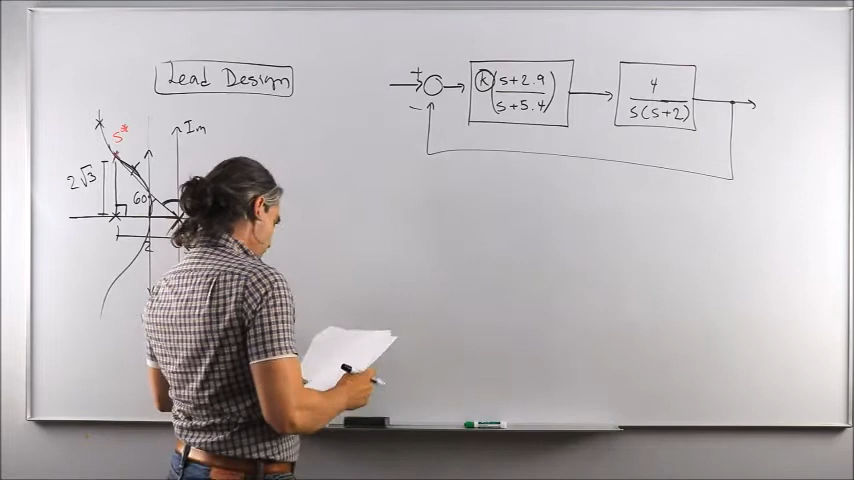 Lead Design
Im
s*
2√3
60
2
+
−
k (s+2.9 / s+5.4)
4 / s(s+2)